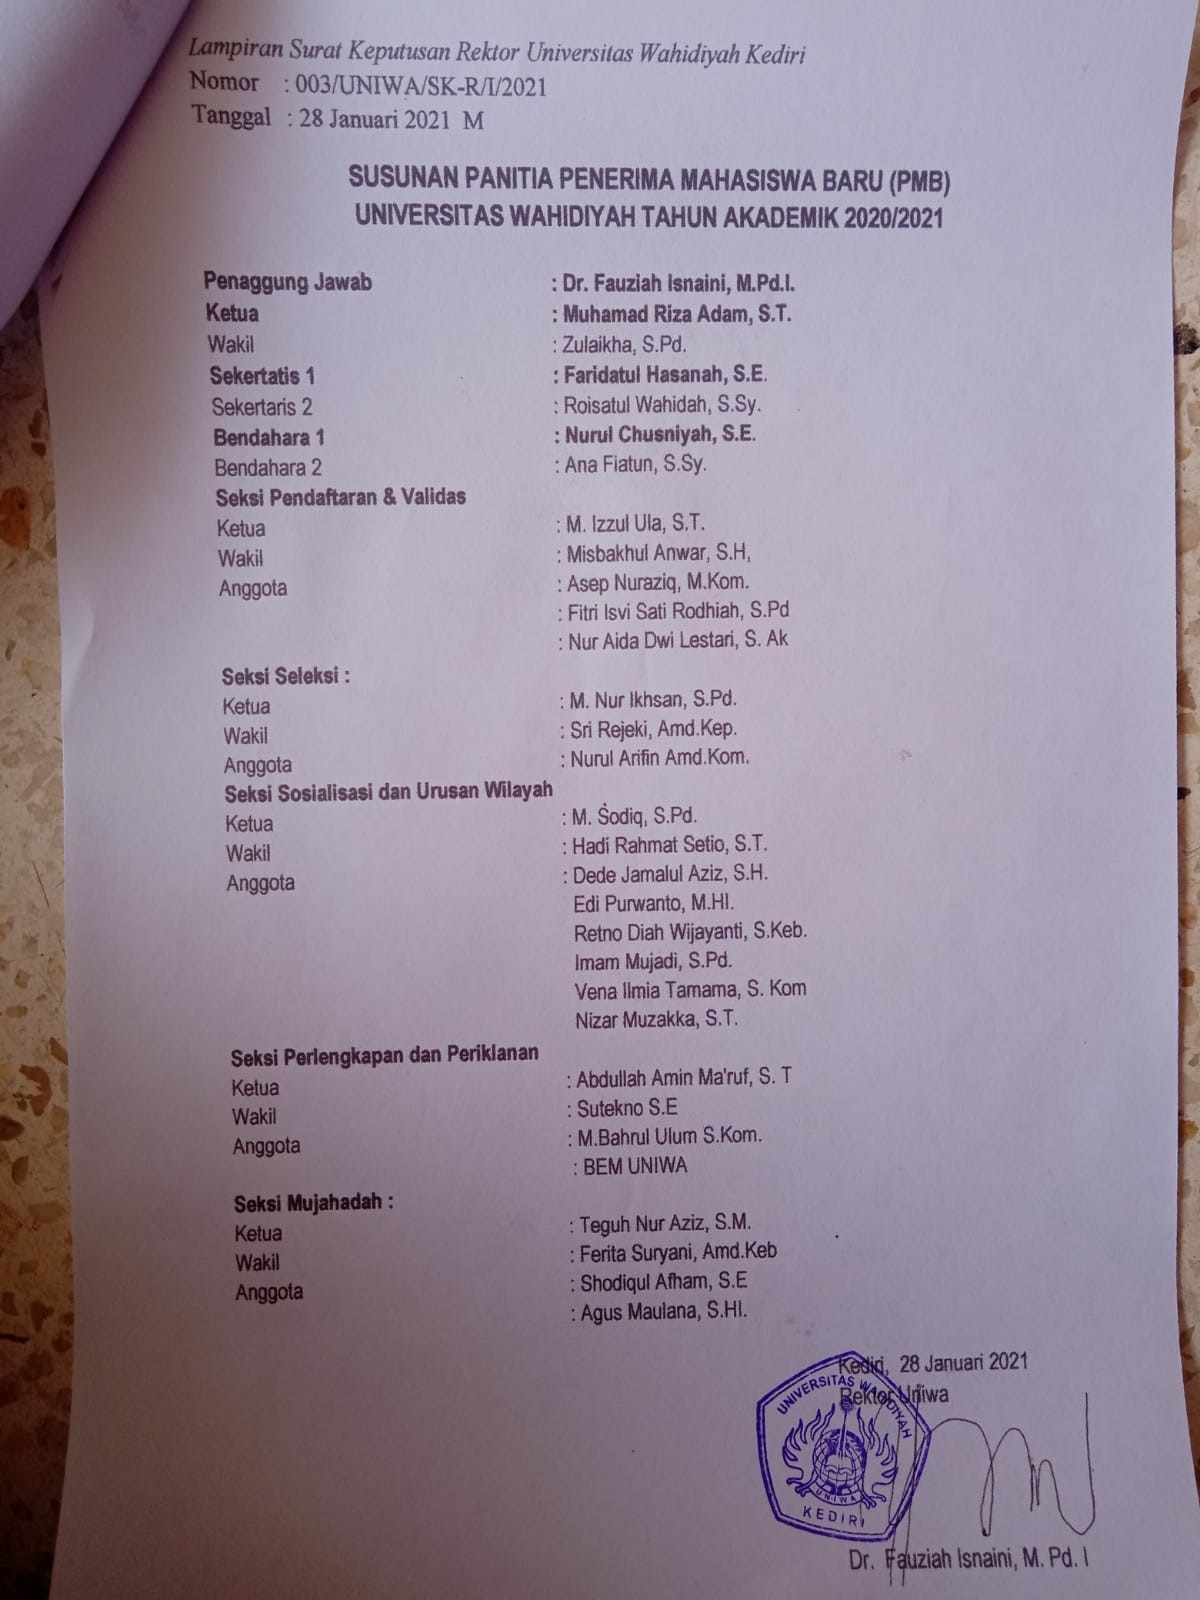 Lampiran Surat Keputusan Rektor Universitas Wahidiyah Kediri
Nomor : 003/UNIWA/SK-R/I/2021
Tanggal : 28 Januari 2021 M
SUSUNAN PANITIA PENERIMA MAHASISWA BARU (PMB)
UNIVERSITAS WAHIDIYAH TAHUN AKADEMIK 2020/2021
Penaggung Jawab : Dr. Fauziah Isnaini, M.Pd.I.
Ketua : Muhamad Riza Adam, S.T.
Wakil : Zulaikha, S.Pd.
Sekertatis 1 : Faridatul Hasanah, S.E.
Sekertaris 2 : Roisatul Wahidah, S.Sy.
Bendahara 1 : Nurul Chusniyah, S.E.
Bendahara 2 : Ana Fiatun, S.Sy.
Seksi Pendaftaran & Validas
Ketua : M. Izzul Ula, S.T.
Wakil : Misbakhul Anwar, S.H,
Anggota : Asep Nuraziq, M.Kom.
: Fitri Isvi Sati Rodhiah, S.Pd
: Nur Aida Dwi Lestari, S. Ak
Seksi Seleksi :
Ketua : M. Nur Ikhsan, S.Pd.
Wakil : Sri Rejeki, Amd.Kep.
Anggota : Nurul Arifin Amd.Kom.
Seksi Sosialisasi dan Urusan Wilayah
Ketua : M. Sodiq, S.Pd.
Wakil : Hadi Rahmat Setio, S.T.
Anggota : Dede Jamalul Aziz, S.H.
Edi Purwanto, M.HI.
Retno Diah Wijayanti, S.Keb.
Imam Mujadi, S.Pd.
Vena Ilmia Tamama, S. Kom
Nizar Muzakka, S.T.
Seksi Perlengkapan dan Periklanan
Ketua : Abdullah Amin Ma'ruf, S. T
Wakil : Sutekno S.E
Anggota : M.Bahrul Ulum S.Kom.
: BEM UNIWA
Seksi Mujahadah :
Ketua : Teguh Nur Aziz, S.M.
Wakil : Ferita Suryani, Amd.Keb
Anggota : Shodiqul Afham, S.E
: Agus Maulana, S.HI.
Kediri, 28 Januari 2021
Rektor Uniwa
UNIVERSITAS WAHIDIYAH
UNIWA
KEDIRI
Dr. Fauziah Isnaini, M. Pd. I